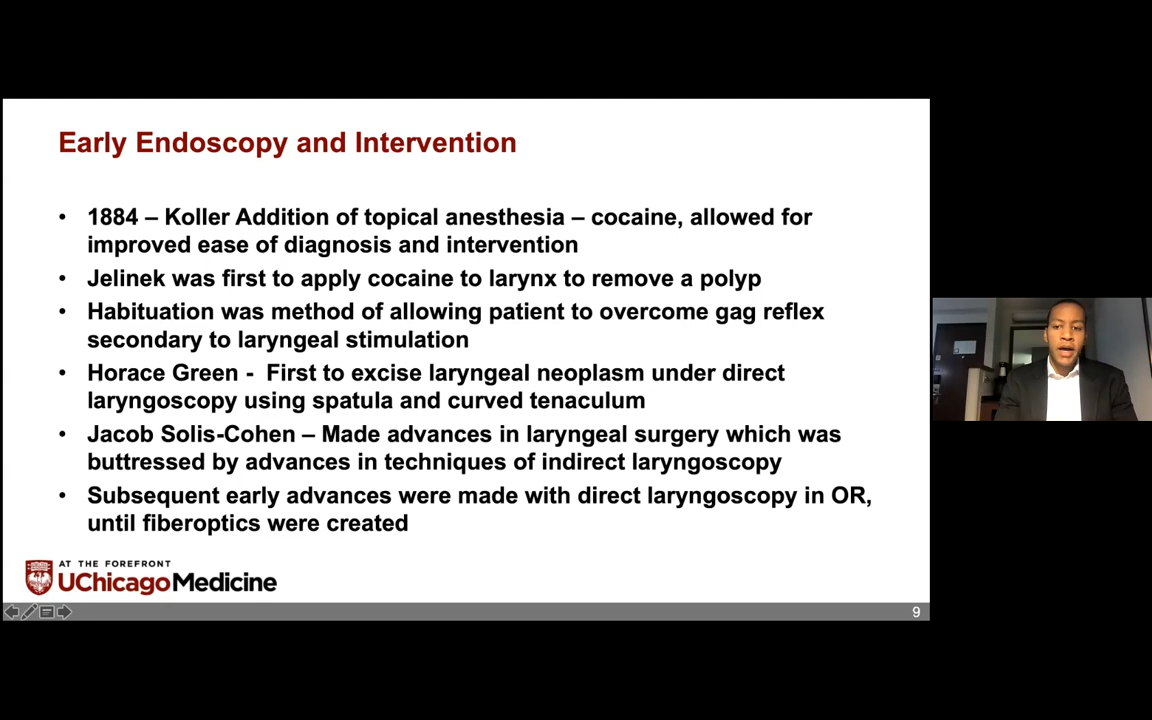 Early Endoscopy and Intervention
• 1884 – Koller Addition of topical anesthesia – cocaine, allowed for
improved ease of diagnosis and intervention
• Jelinek was first to apply cocaine to larynx to remove a polyp
• Habituation was method of allowing patient to overcome gag reflex
secondary to laryngeal stimulation
• Horace Green -  First to excise laryngeal neoplasm under direct
laryngoscopy using spatula and curved tenaculum
• Jacob Solis-Cohen – Made advances in laryngeal surgery which was
buttressed by advances in techniques of indirect laryngoscopy
• Subsequent early advances were made with direct laryngoscopy in OR,
until fiberoptics were created
AT THE FOREFRONT
UChicagoMedicine
9